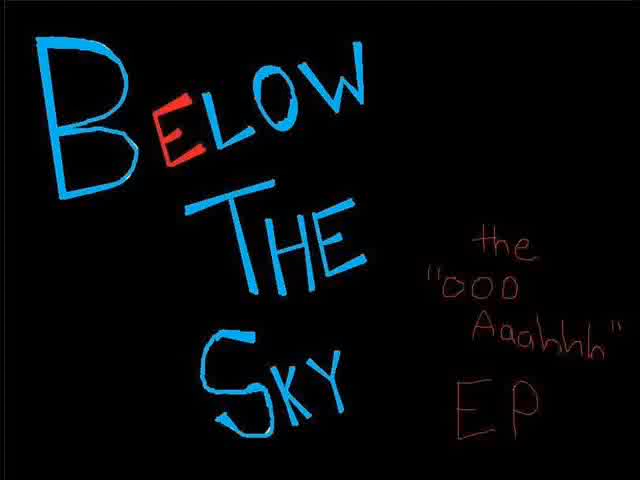 BELOW
THE
SKY
the
"OOO
Aaahhh"
EP